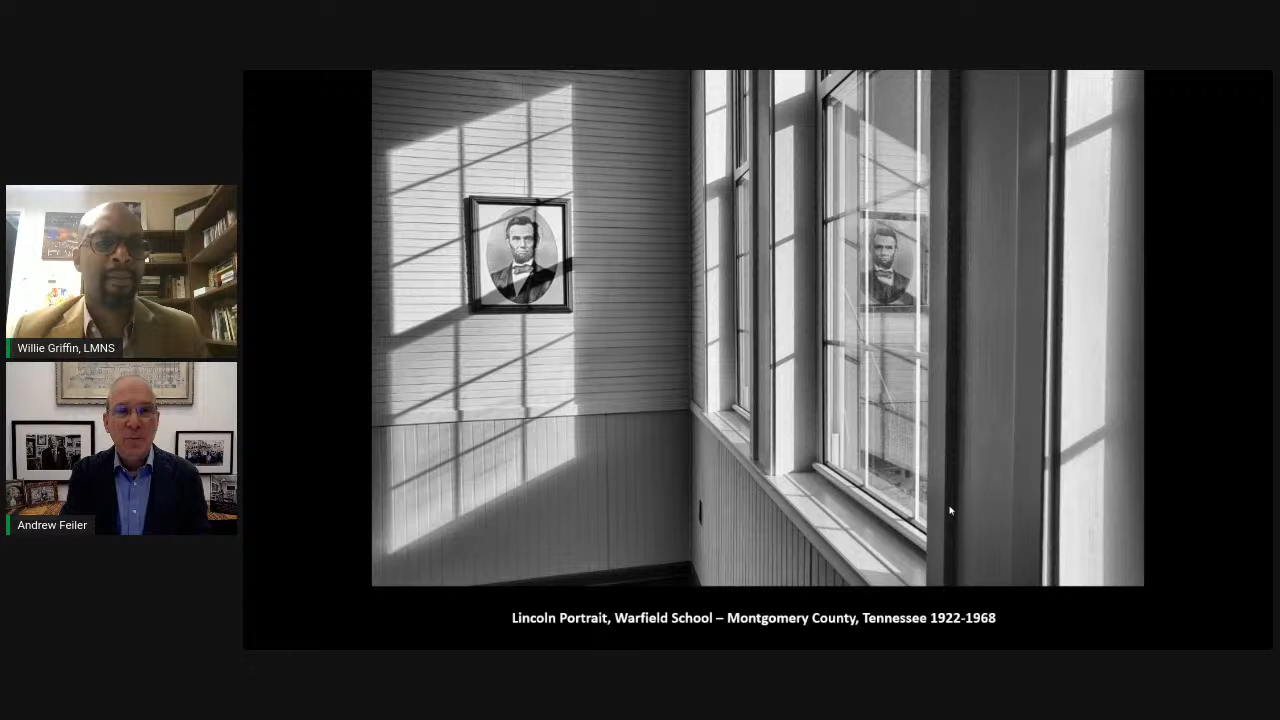 Willie Griffin, LMNS
Andrew Feiler
Lincoln Portrait, Warfield School – Montgomery County, Tennessee 1922-1968